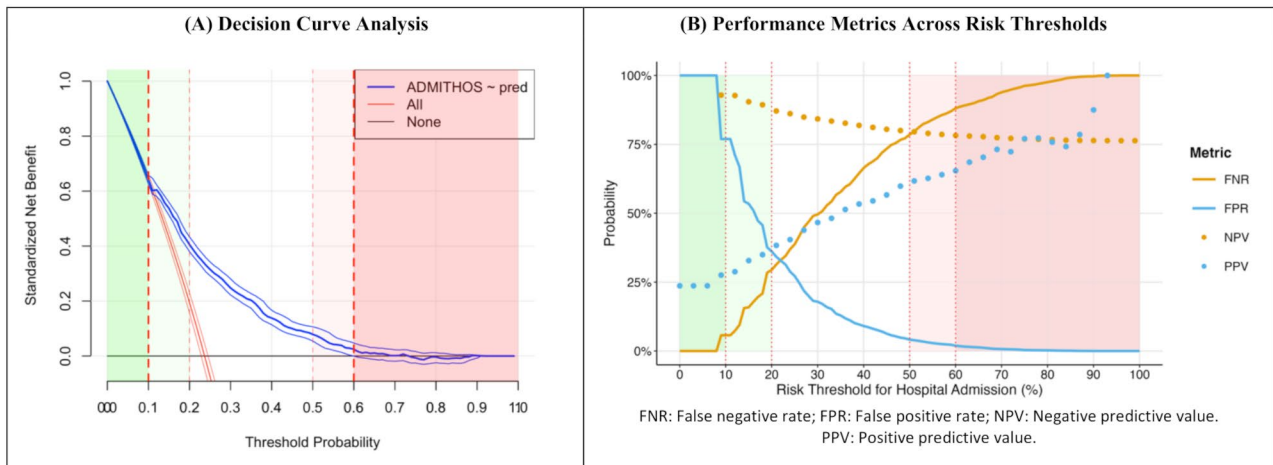 (A) Decision Curve Analysis
ADMITHOS ~ pred
All
None
Standardized Net Benefit
1.0
0.8
0.6
0.4
0.2
0.0
000 0.1 0.2 0.3 0.4 0.5 0.6 0.7 0.8 0.9 110
Threshold Probability
(B) Performance Metrics Across Risk Thresholds
Probability
100%
75%
50%
25%
0%
0 10 20 30 40 50 60 70 80 90 100
Risk Threshold for Hospital Admission (%)
Metric
FNR
FPR
NPV
PPV
FNR: False negative rate; FPR: False positive rate; NPV: Negative predictive value.
PPV: Positive predictive value.